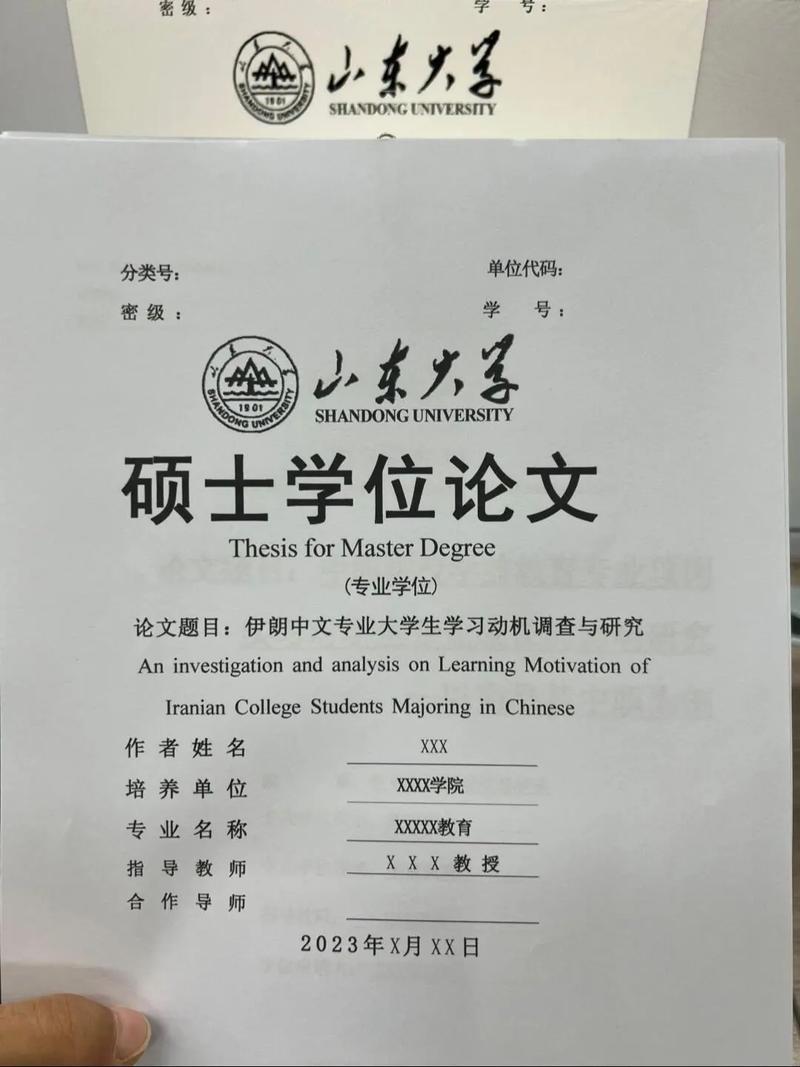 密 级： 学 号：
山东大学
1901
SHANDONG UNIVERSITY
SHANDONG UNIVERSITY
分类号： 单位代码：
密 级： 学 号：
山东大学
1901
SHANDONG UNIVERSITY
SHANDONG UNIVERSITY
硕士学位论文
Thesis for Master Degree
(专业学位)
论文题目：伊朗中文专业大学生学习动机调查与研究
An investigation and analysis on Learning Motivation of
Iranian College Students Majoring in Chinese
作 者 姓 名 XXX
培 养 单 位 XXXX学院
专 业 名 称 XXXXX教育
指 导 教 师 X X X 教 授
合 作 导 师
2023年X月XX日